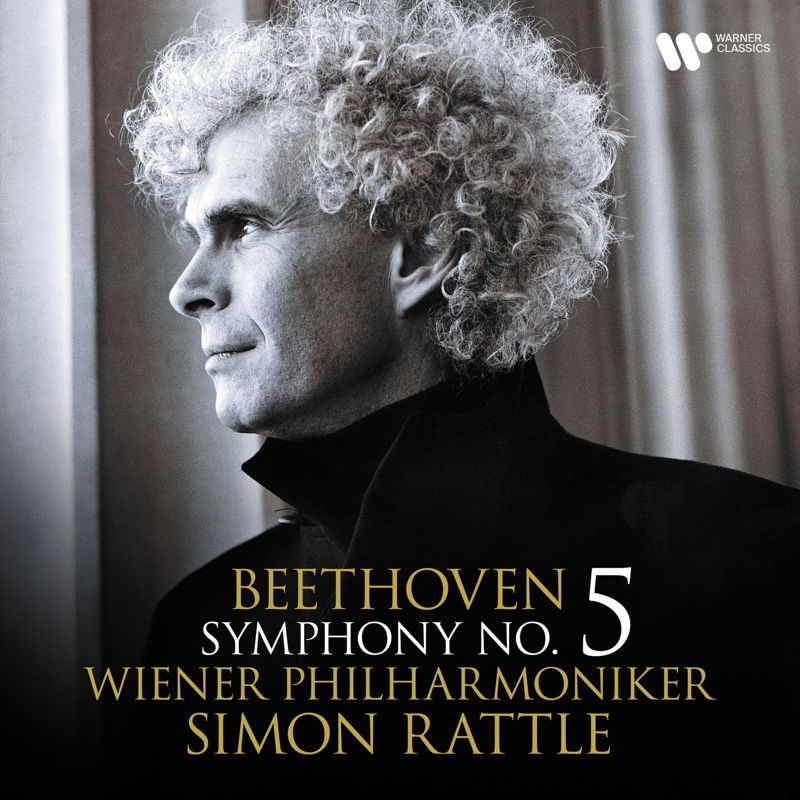 WARNER
CLASSICS
BEETHOVEN 5
SYMPHONY NO.
WIENER PHILHARMONIKER
SIMON RATTLE